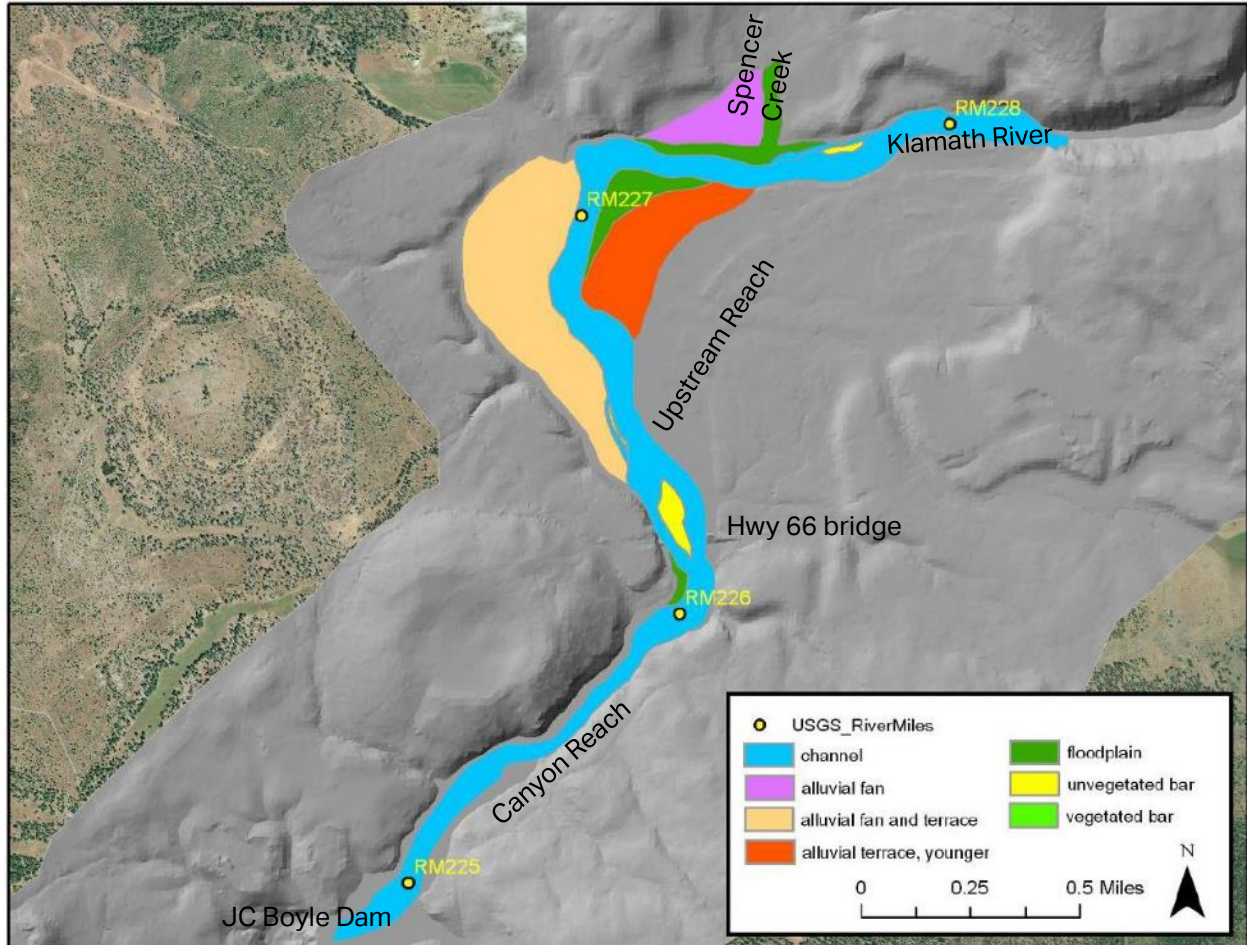 Spencer
Creek
RM228
Klamath River
RM227
Upstream Reach
Hwy 66 bridge
RM226
Canyon Reach
RM225
JC Boyle Dam
USGS_RiverMiles
channel
alluvial fan
alluvial fan and terrace
alluvial terrace, younger
floodplain
unvegetated bar
vegetated bar
N
0 0.25 0.5 Miles